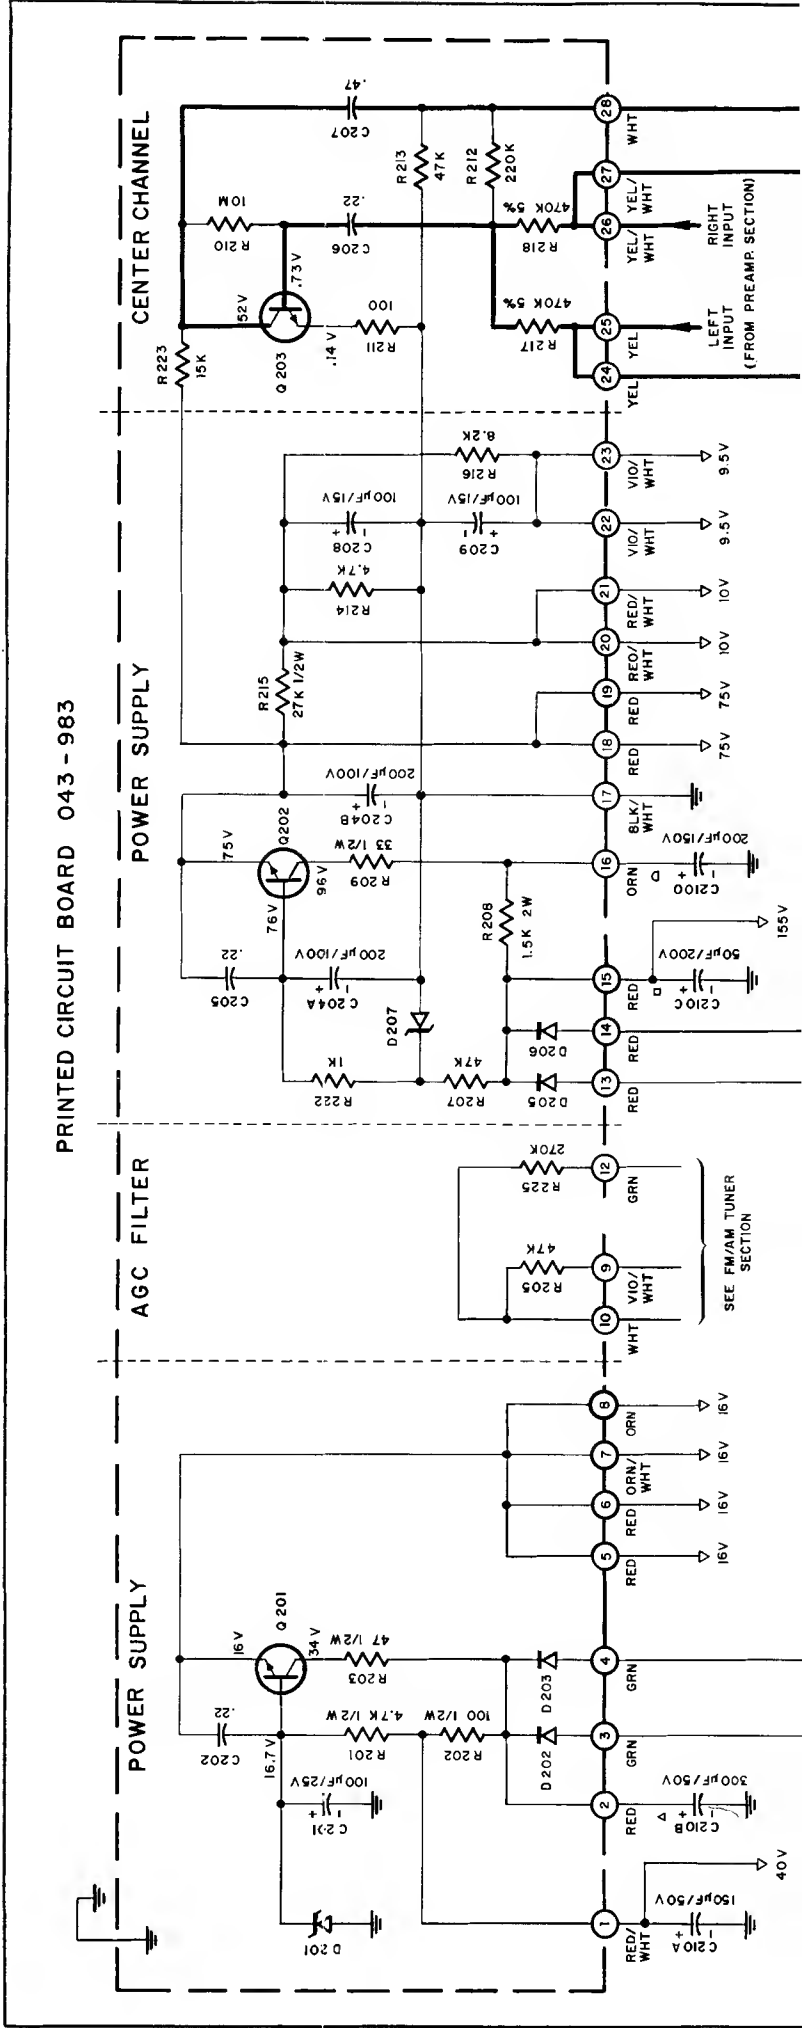 PRINTED CIRCUIT BOARD 043-983
POWER SUPPLY
AGC FILTER
POWER SUPPLY
CENTER CHANNEL
D201
C201
100µF/25V
16.7V
C202
.22
16V
Q201
34V
R203
47 1/2W
R201
4.7K 1/2W
R202
100 1/2W
D202
D203
1
2
3
4
5
6
7
8
RED/
WHT
RED
GRN
GRN
RED
RED
ORN/
WHT
ORN
C210A
150µF/50V
40V
C210B
300µF/50V
16V
16V
16V
16V
R205
47K
R225
270K
10
9
12
WHT
VIO/
WHT
GRN
SEE FM/AM TUNER
SECTION
C205
.22
75V
Q202
76V
96V
R209
33 1/2W
C204A
200µF/100V
C204B
200µF/100V
R222
1K
D207
R207
47K
R208
1.5K 2W
D205
D206
13
14
15
16
17
18
19
20
21
22
23
RED
RED
RED
ORN
BLK/
WHT
RED
RED
RED/
WHT
RED/
WHT
VIO/
WHT
VIO/
WHT
C210C
50µF/200V
155V
C210D
200µF/150V
75V
75V
10V
10V
9.5V
9.5V
R215
27K 1/2W
R214
4.7K
C208
100µF/15V
C209
100µF/15V
R216
8.2K
R223
15K
52V
Q203
.73V
.14V
R210
10M
R211
100
C206
.22
C207
.47
R213
47K
R212
220K
R217
470K 5%
R218
470K 5%
24
25
26
27
28
YEL
YEL
YEL/
WHT
YEL/
WHT
WHT
LEFT
INPUT
RIGHT
INPUT
(FROM PREAMP. SECTION)